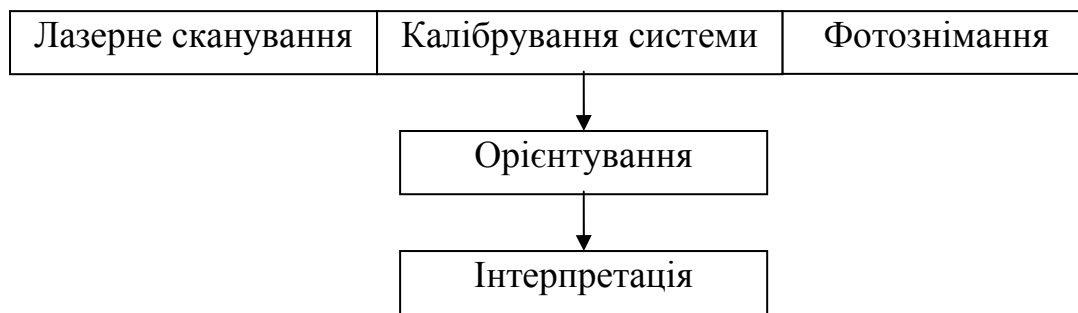 Лазерне сканування Калібрування системи Фотознімання
Орієнтування
Інтерпретація